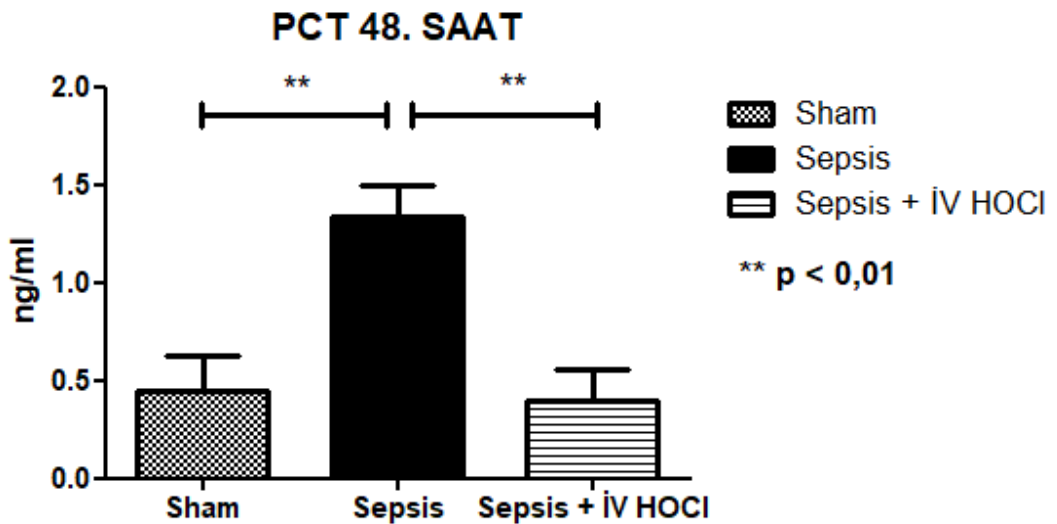 PCT 48. SAAT
** **
2.0
1.5
1.0
0.5
0.0
ng/ml
Sham
Sepsis
Sepsis + İV HOCl
Sham
Sepsis
Sepsis + İV HOCl
** p < 0,01